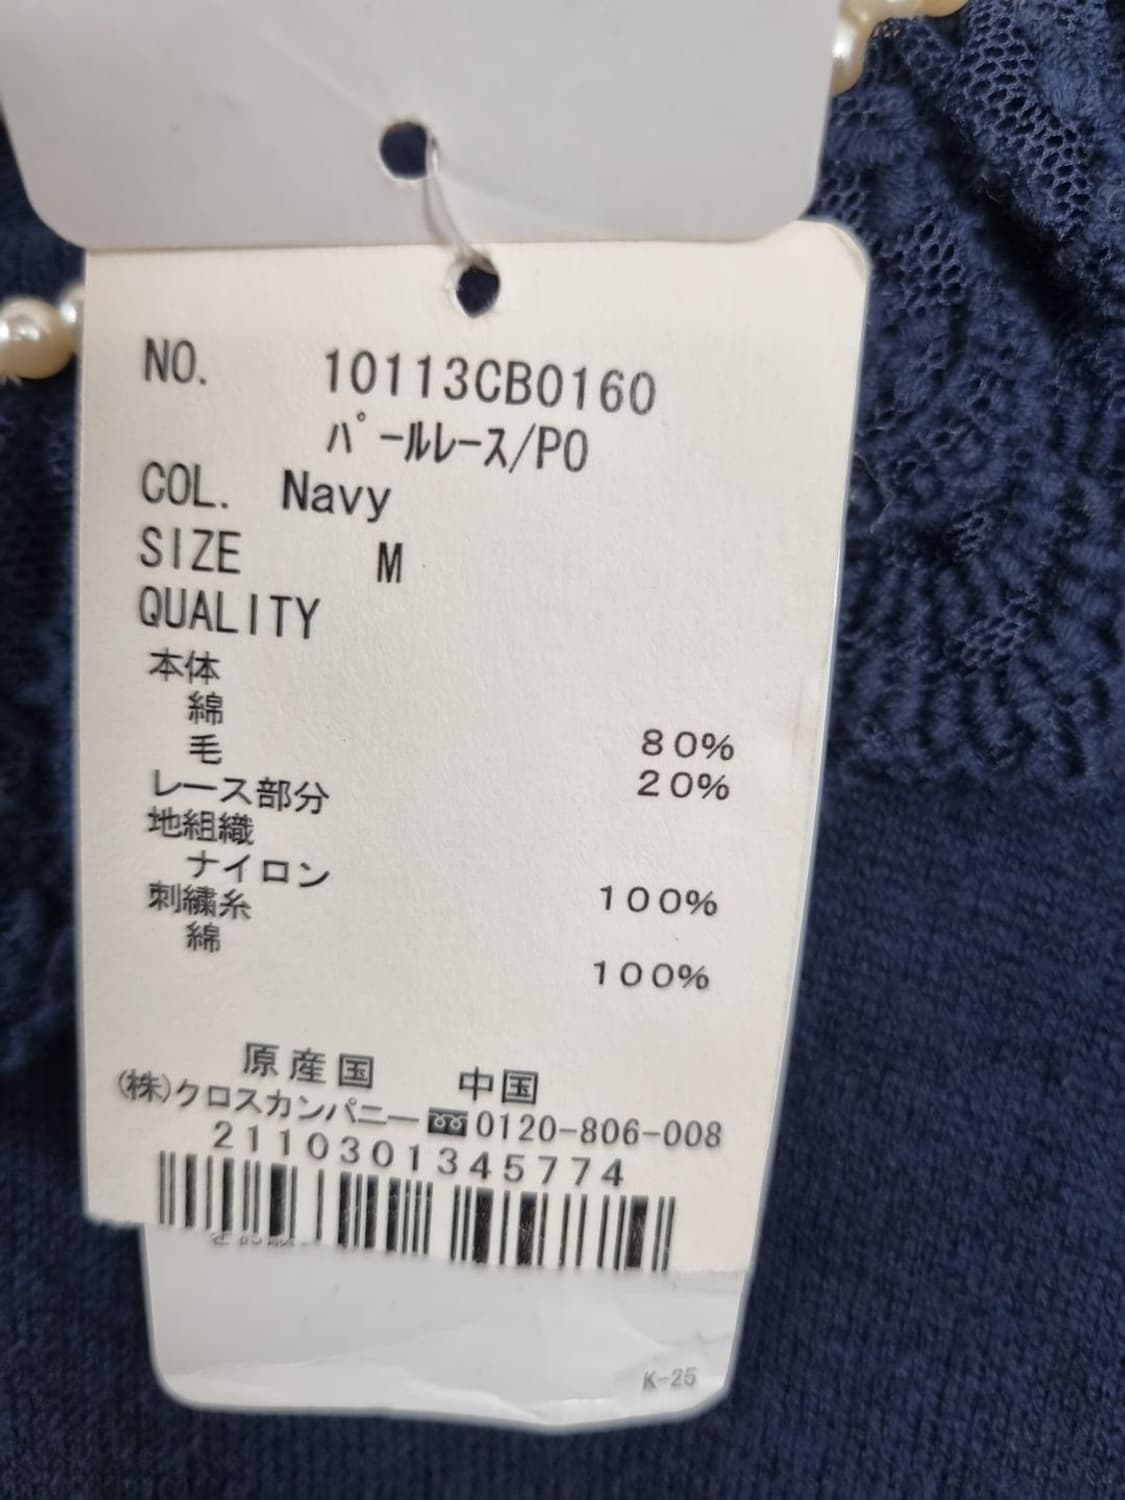 NO. 10113CB0160
パールレース/PO
COL. Navy
SIZE M
QUALITY
本体
綿 80%
毛 20%
レース部分
地組織
ナイロン 100%
刺繍糸
綿 100%
原産国 中国
(株)クロスカンパニー 0120-806-008
2110301345774
K-25